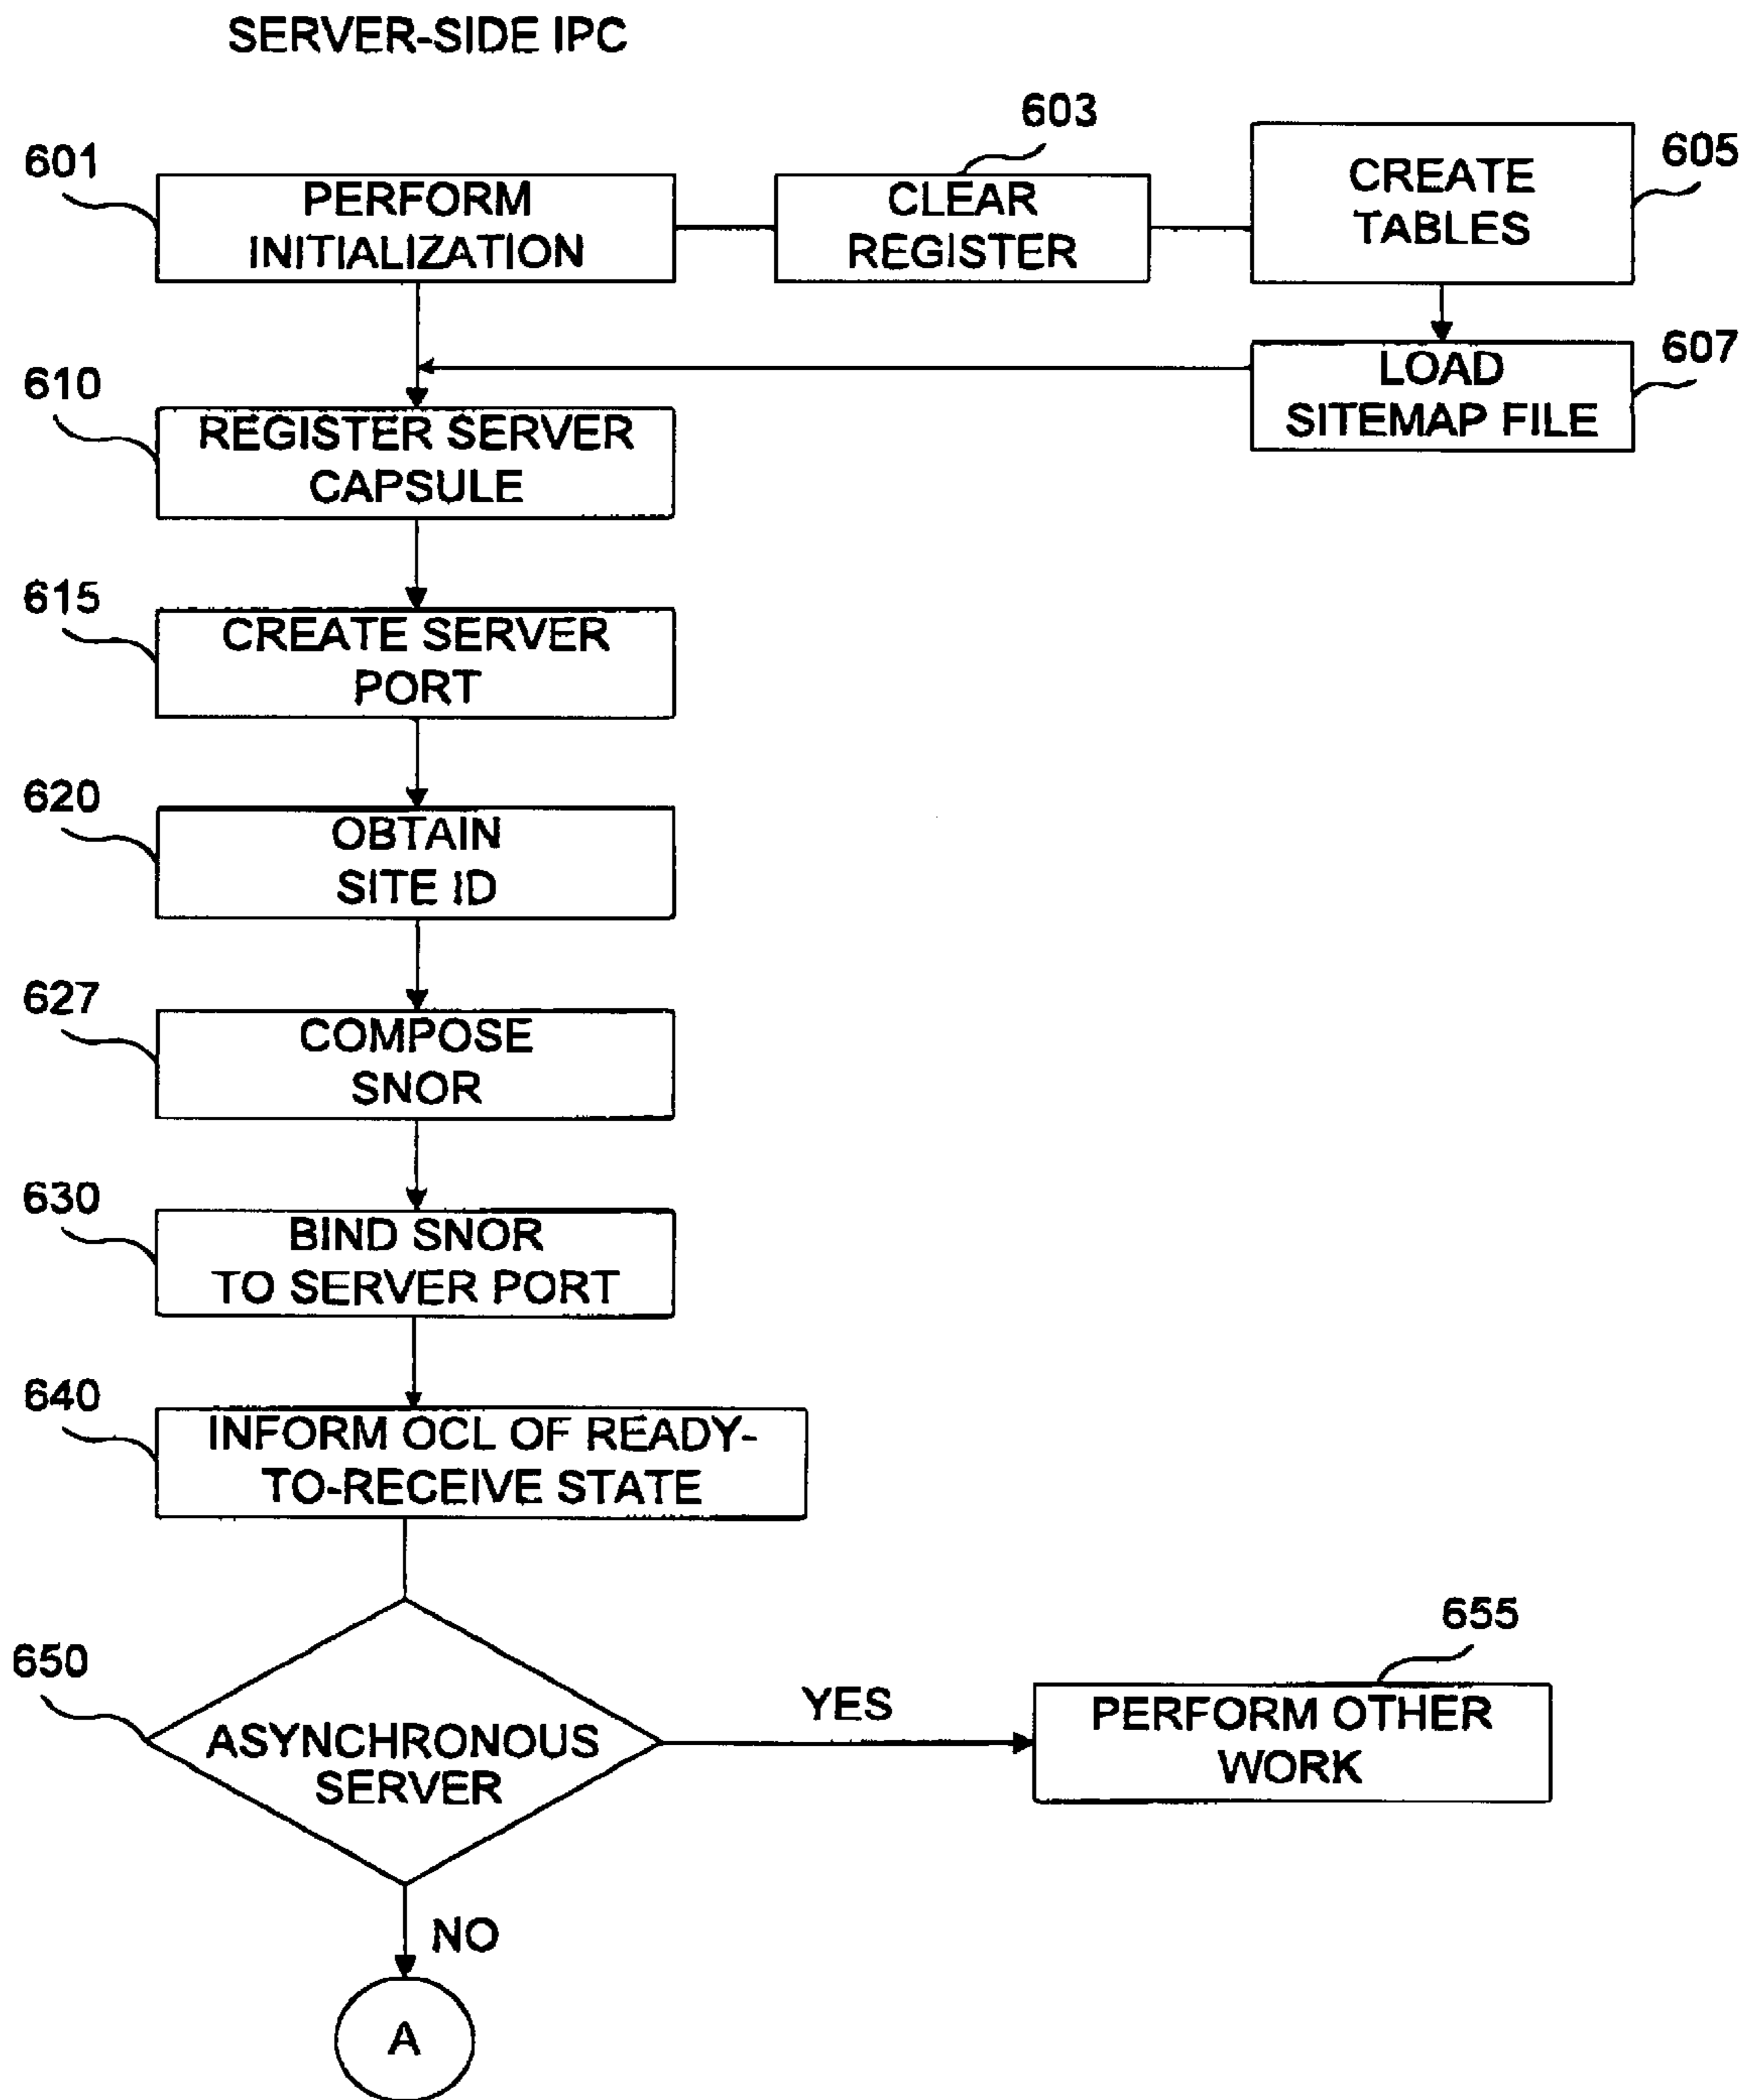 SERVER-SIDE IPC
601
PERFORM
INITIALIZATION
603
CLEAR
REGISTER
605
CREATE
TABLES
607
LOAD
SITEMAP FILE
610
REGISTER SERVER
CAPSULE
615
CREATE SERVER
PORT
620
OBTAIN
SITE ID
627
COMPOSE
SNOR
630
BIND SNOR
TO SERVER PORT
640
INFORM OCL OF READY-
TO-RECEIVE STATE
650
ASYNCHRONOUS
SERVER
YES
655
PERFORM OTHER
WORK
NO
A